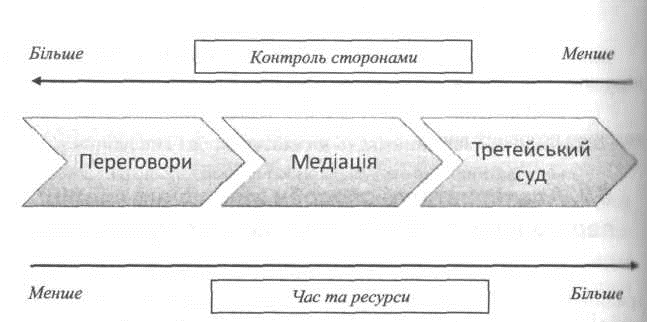 Більше Контроль сторонами Менше
Переговори Медіація Третейський
суд
Менше Час та ресурси Більше